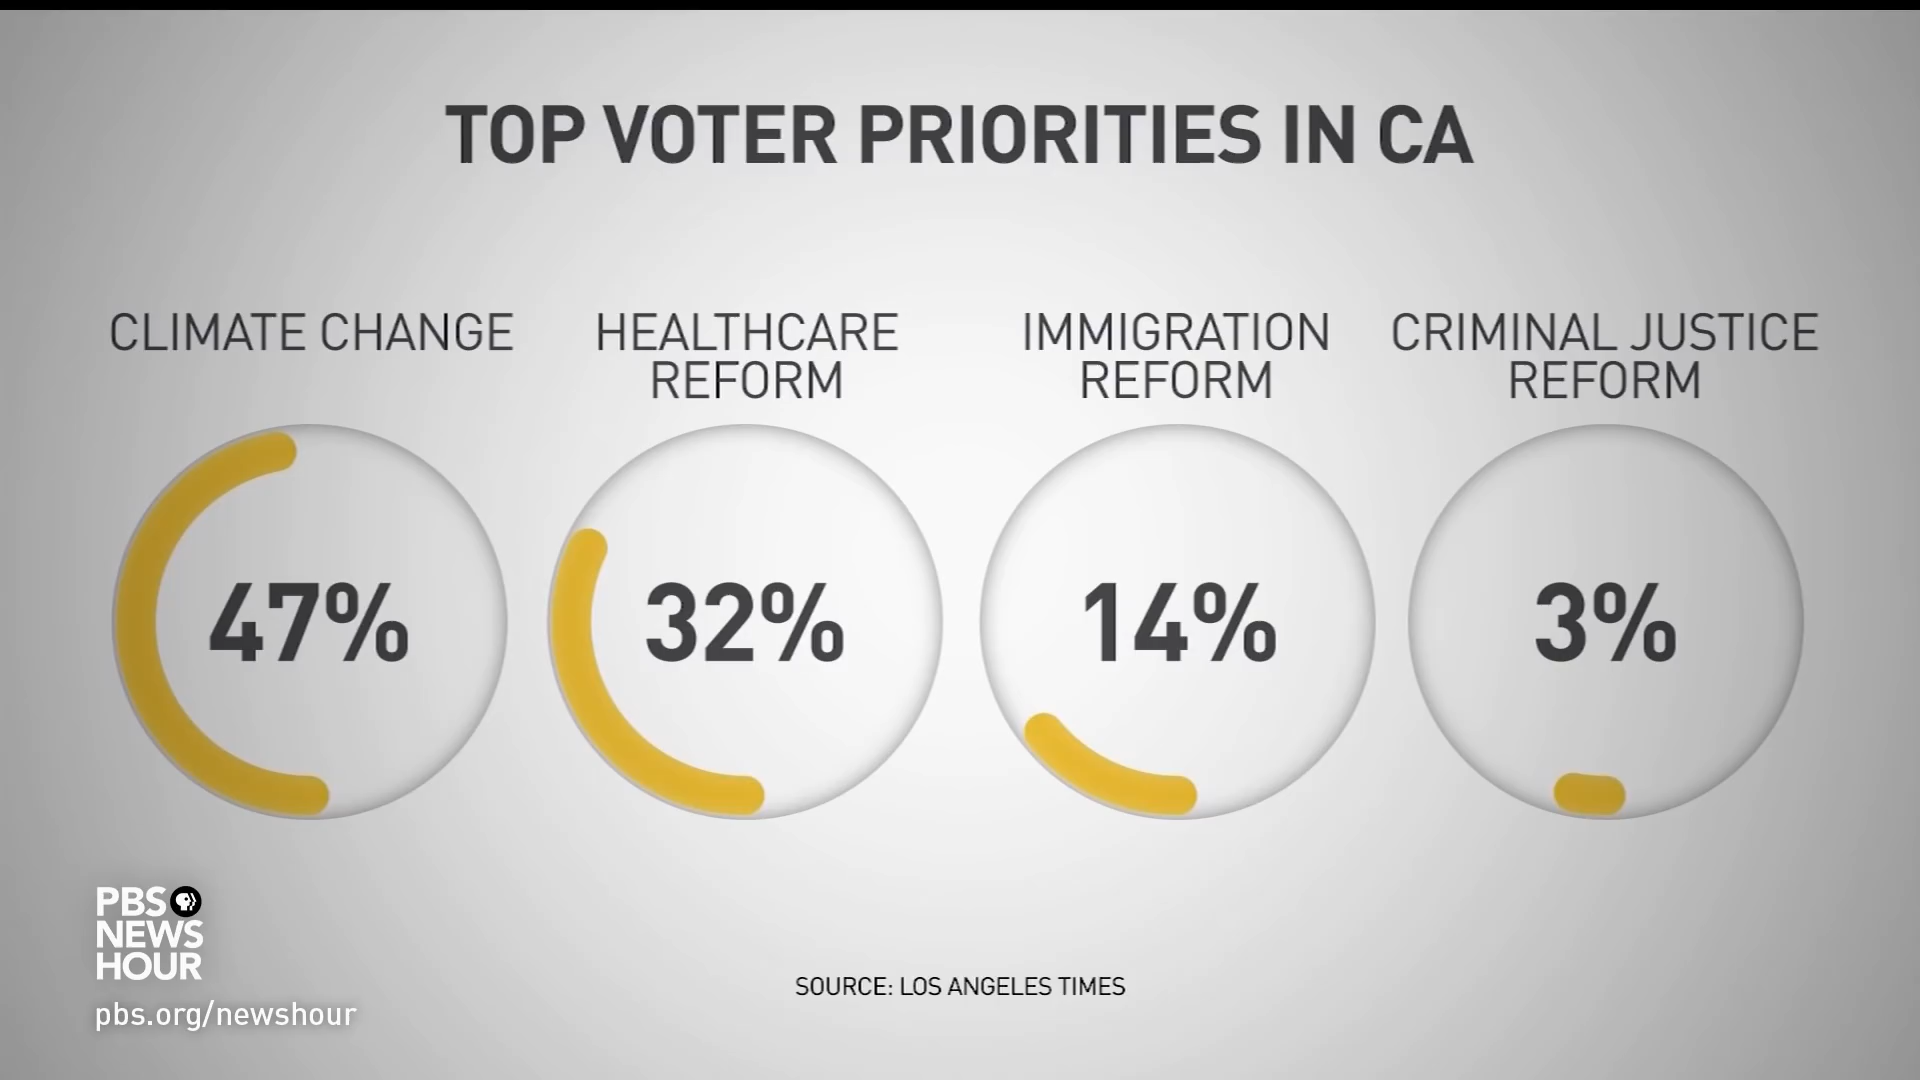 TOP VOTER PRIORITIES IN CA
CLIMATE CHANGE
47%
HEALTHCARE
REFORM
32%
IMMIGRATION
REFORM
14%
CRIMINAL JUSTICE
REFORM
3%
PBS
NEWS
HOUR
pbs.org/newshour
SOURCE: LOS ANGELES TIMES